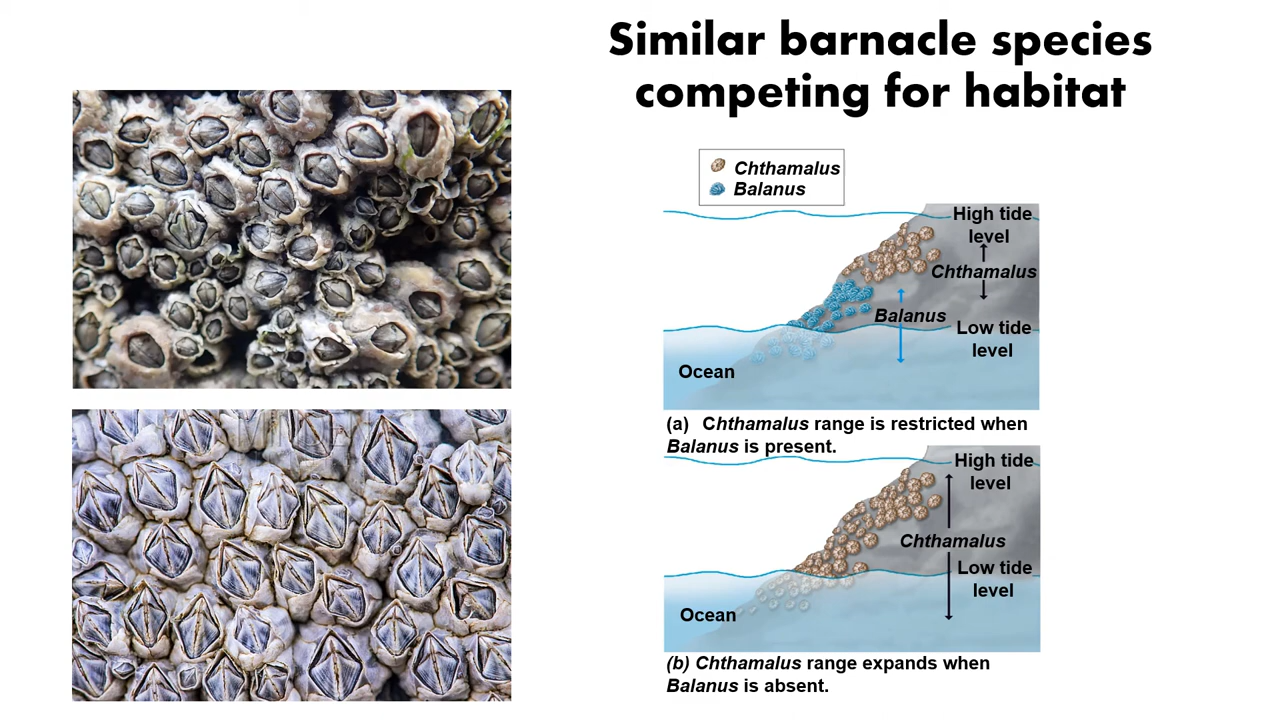 Similar barnacle species
competing for habitat
Chthamalus
Balanus
High tide
level
Chthamalus
Balanus
Low tide
level
Ocean
(a) Chthamalus range is restricted when
Balanus is present.
High tide
level
Chthamalus
Low tide
level
Ocean
(b) Chthamalus range expands when
Balanus is absent.